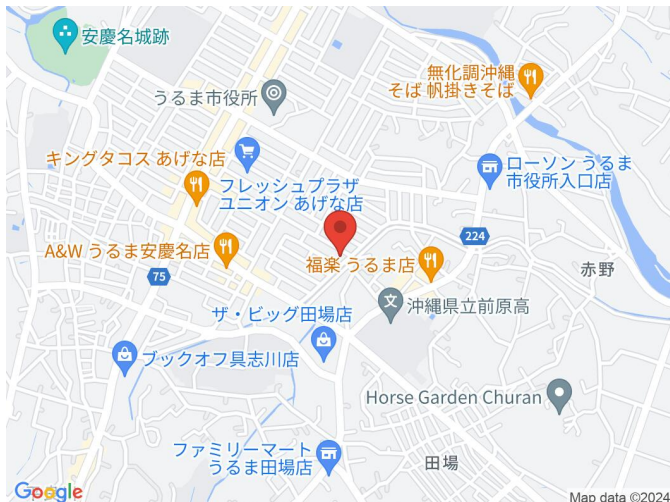 安慶名城跡
うるま市役所
無化調沖縄
そば 帆掛きそば
キングタコス あげな店
フレッシュプラザ
ユニオン あげな店
ローソン うるま
市役所入口店
A&W うるま安慶名店
224
75
福楽 うるま店
赤野
沖縄県立前原高
ザ・ビッグ田場店
ブックオフ具志川店
Horse Garden Churan
ファミリーマート
うるま田場店
田場
Google
Map data ©2024